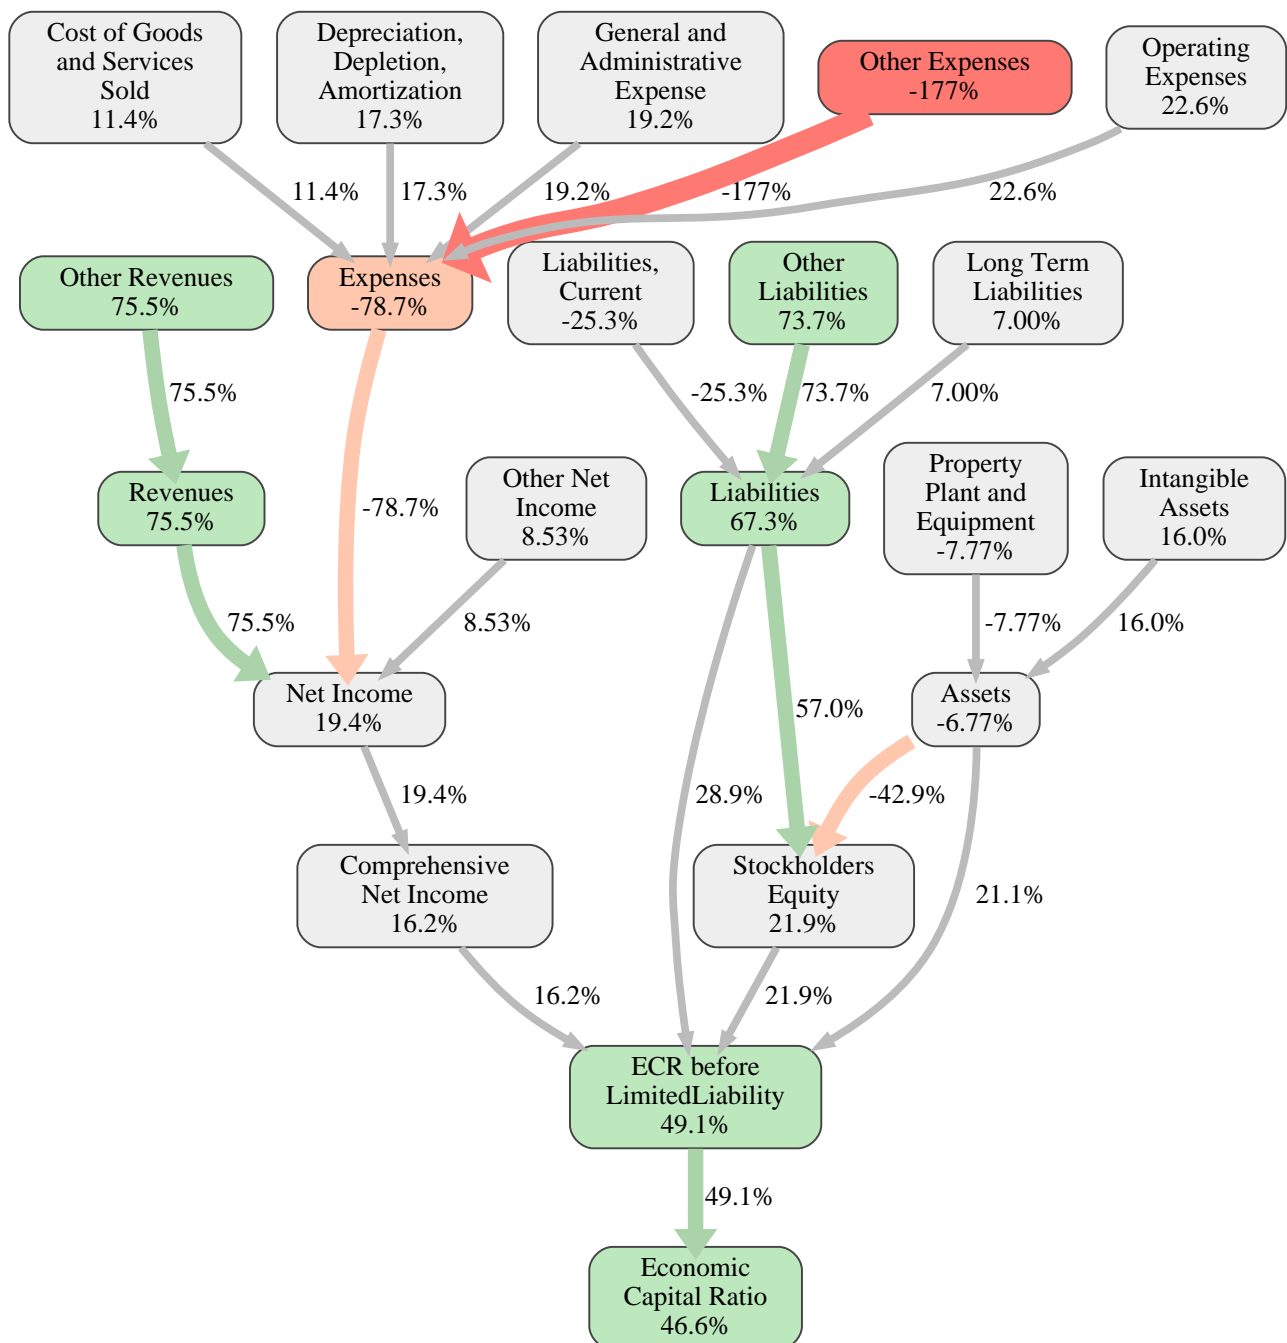 Cost of Goods
and Services
Sold
11.4%
Depreciation,
Depletion,
Amortization
17.3%
General and
Administrative
Expense
19.2%
Other Expenses
-177%
Operating
Expenses
22.6%
11.4%
17.3%
19.2%
-177%
22.6%
Other Revenues
75.5%
Expenses
-78.7%
Liabilities,
Current
-25.3%
Other
Liabilities
73.7%
Long Term
Liabilities
7.00%
75.5%
-25.3%
73.7%
7.00%
Revenues
75.5%
-78.7%
Other Net
Income
8.53%
Liabilities
67.3%
Property
Plant and
Equipment
-7.77%
Intangible
Assets
16.0%
75.5%
8.53%
-7.77%
16.0%
Net Income
19.4%
57.0%
Assets
-6.77%
19.4%
28.9%
-42.9%
21.1%
Comprehensive
Net Income
16.2%
Stockholders
Equity
21.9%
16.2%
21.9%
ECR before
LimitedLiability
49.1%
49.1%
Economic
Capital Ratio
46.6%